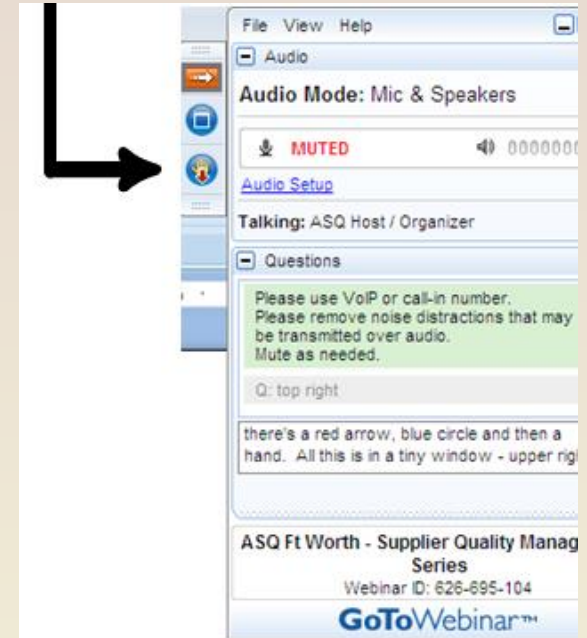 File View Help
Audio
Audio Mode: Mic & Speakers
MUTED 0000000
Audio Setup
Talking: ASQ Host / Organizer
Questions
Please use VoIP or call-in number.
Please remove noise distractions that may
be transmitted over audio.
Mute as needed.
Q: top right
there's a red arrow, blue circle and then a
hand. All this is in a tiny window - upper rig
ASQ Ft Worth - Supplier Quality Manag
Series
Webinar ID: 626-695-104
GoToWebinar™